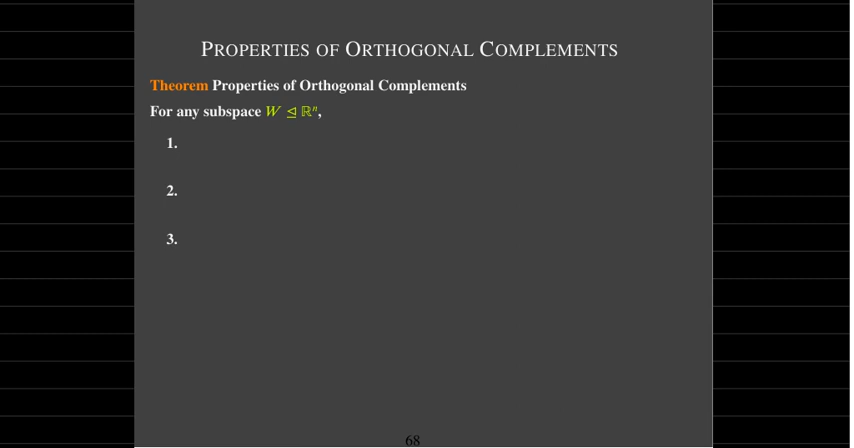 PROPERTIES OF ORTHOGONAL COMPLEMENTS
Theorem Properties of Orthogonal Complements
For any subspace W ⊴ ℝⁿ,
1.
2.
3.
68